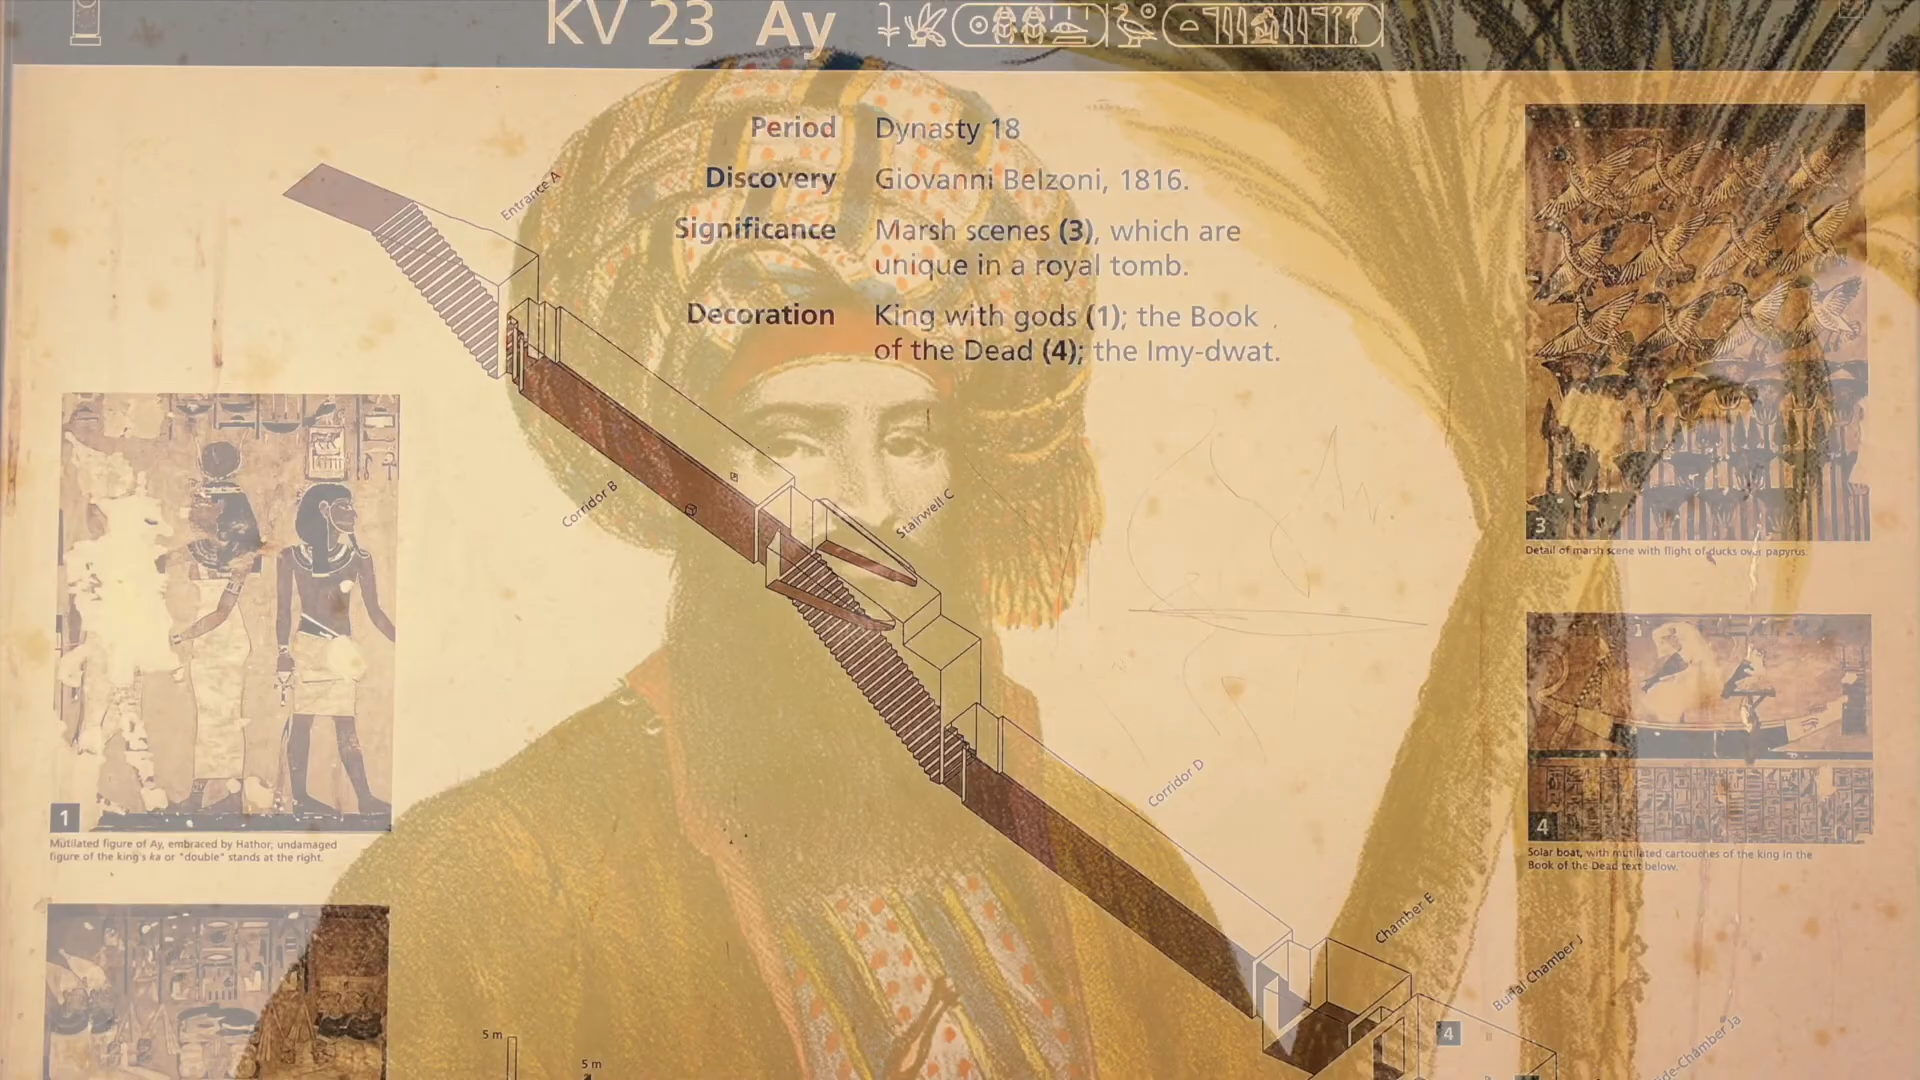 KV 23 Ay
Period Dynasty 18
Discovery Giovanni Belzoni, 1816.
Significance Marsh scenes (3), which are
unique in a royal tomb.
Decoration King with gods (1); the Book
of the Dead (4); the Imy-dwat.
Entrance A
Corridor B
Stairwell C
Corridor D
Chamber E
Burial Chamber J
Side-Chamber Ja
1
Mutilated figure of Ay, embraced by Hathor, undamaged
figure of the king's ka or "double" stands at the right.
3
Detail of marsh scene with flight of ducks over papyrus.
4
Solar boat, with mutilated cartouches of the king in the
Book of the Dead text below.
4
5 m
5 m